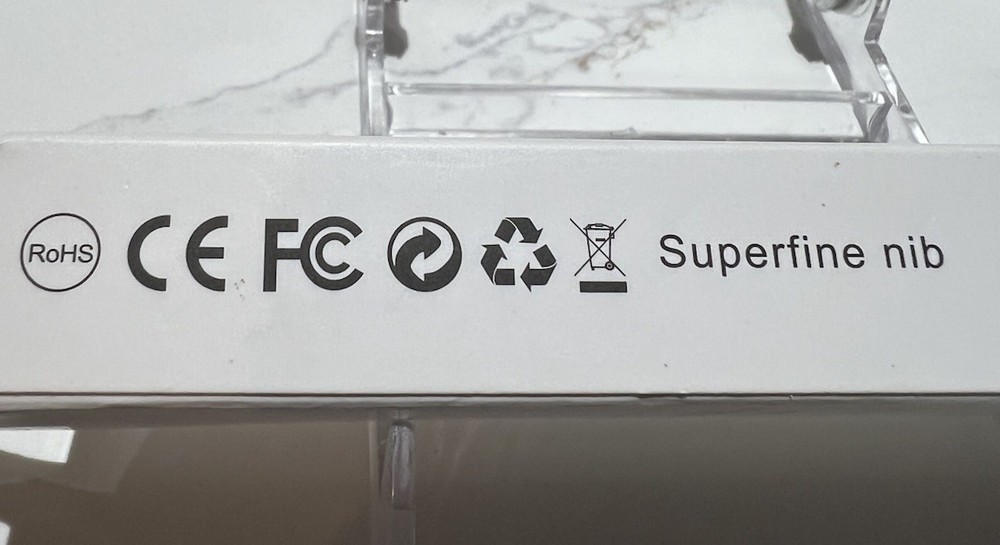 RoHS CE FC Superfine nib